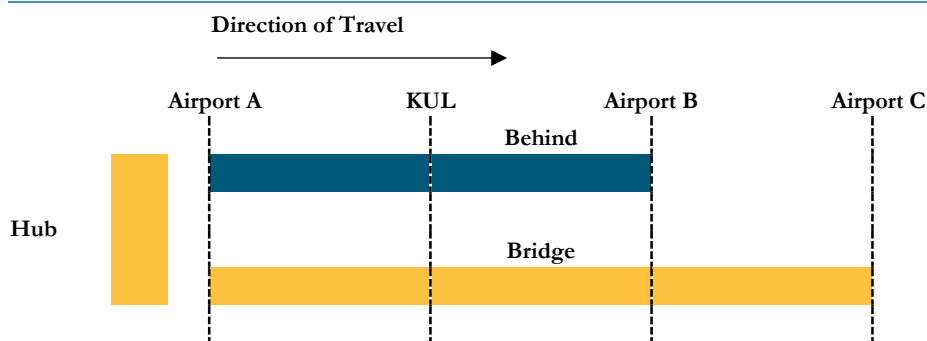 Direction of Travel
Airport A KUL Airport B Airport C
Behind
Hub
Bridge